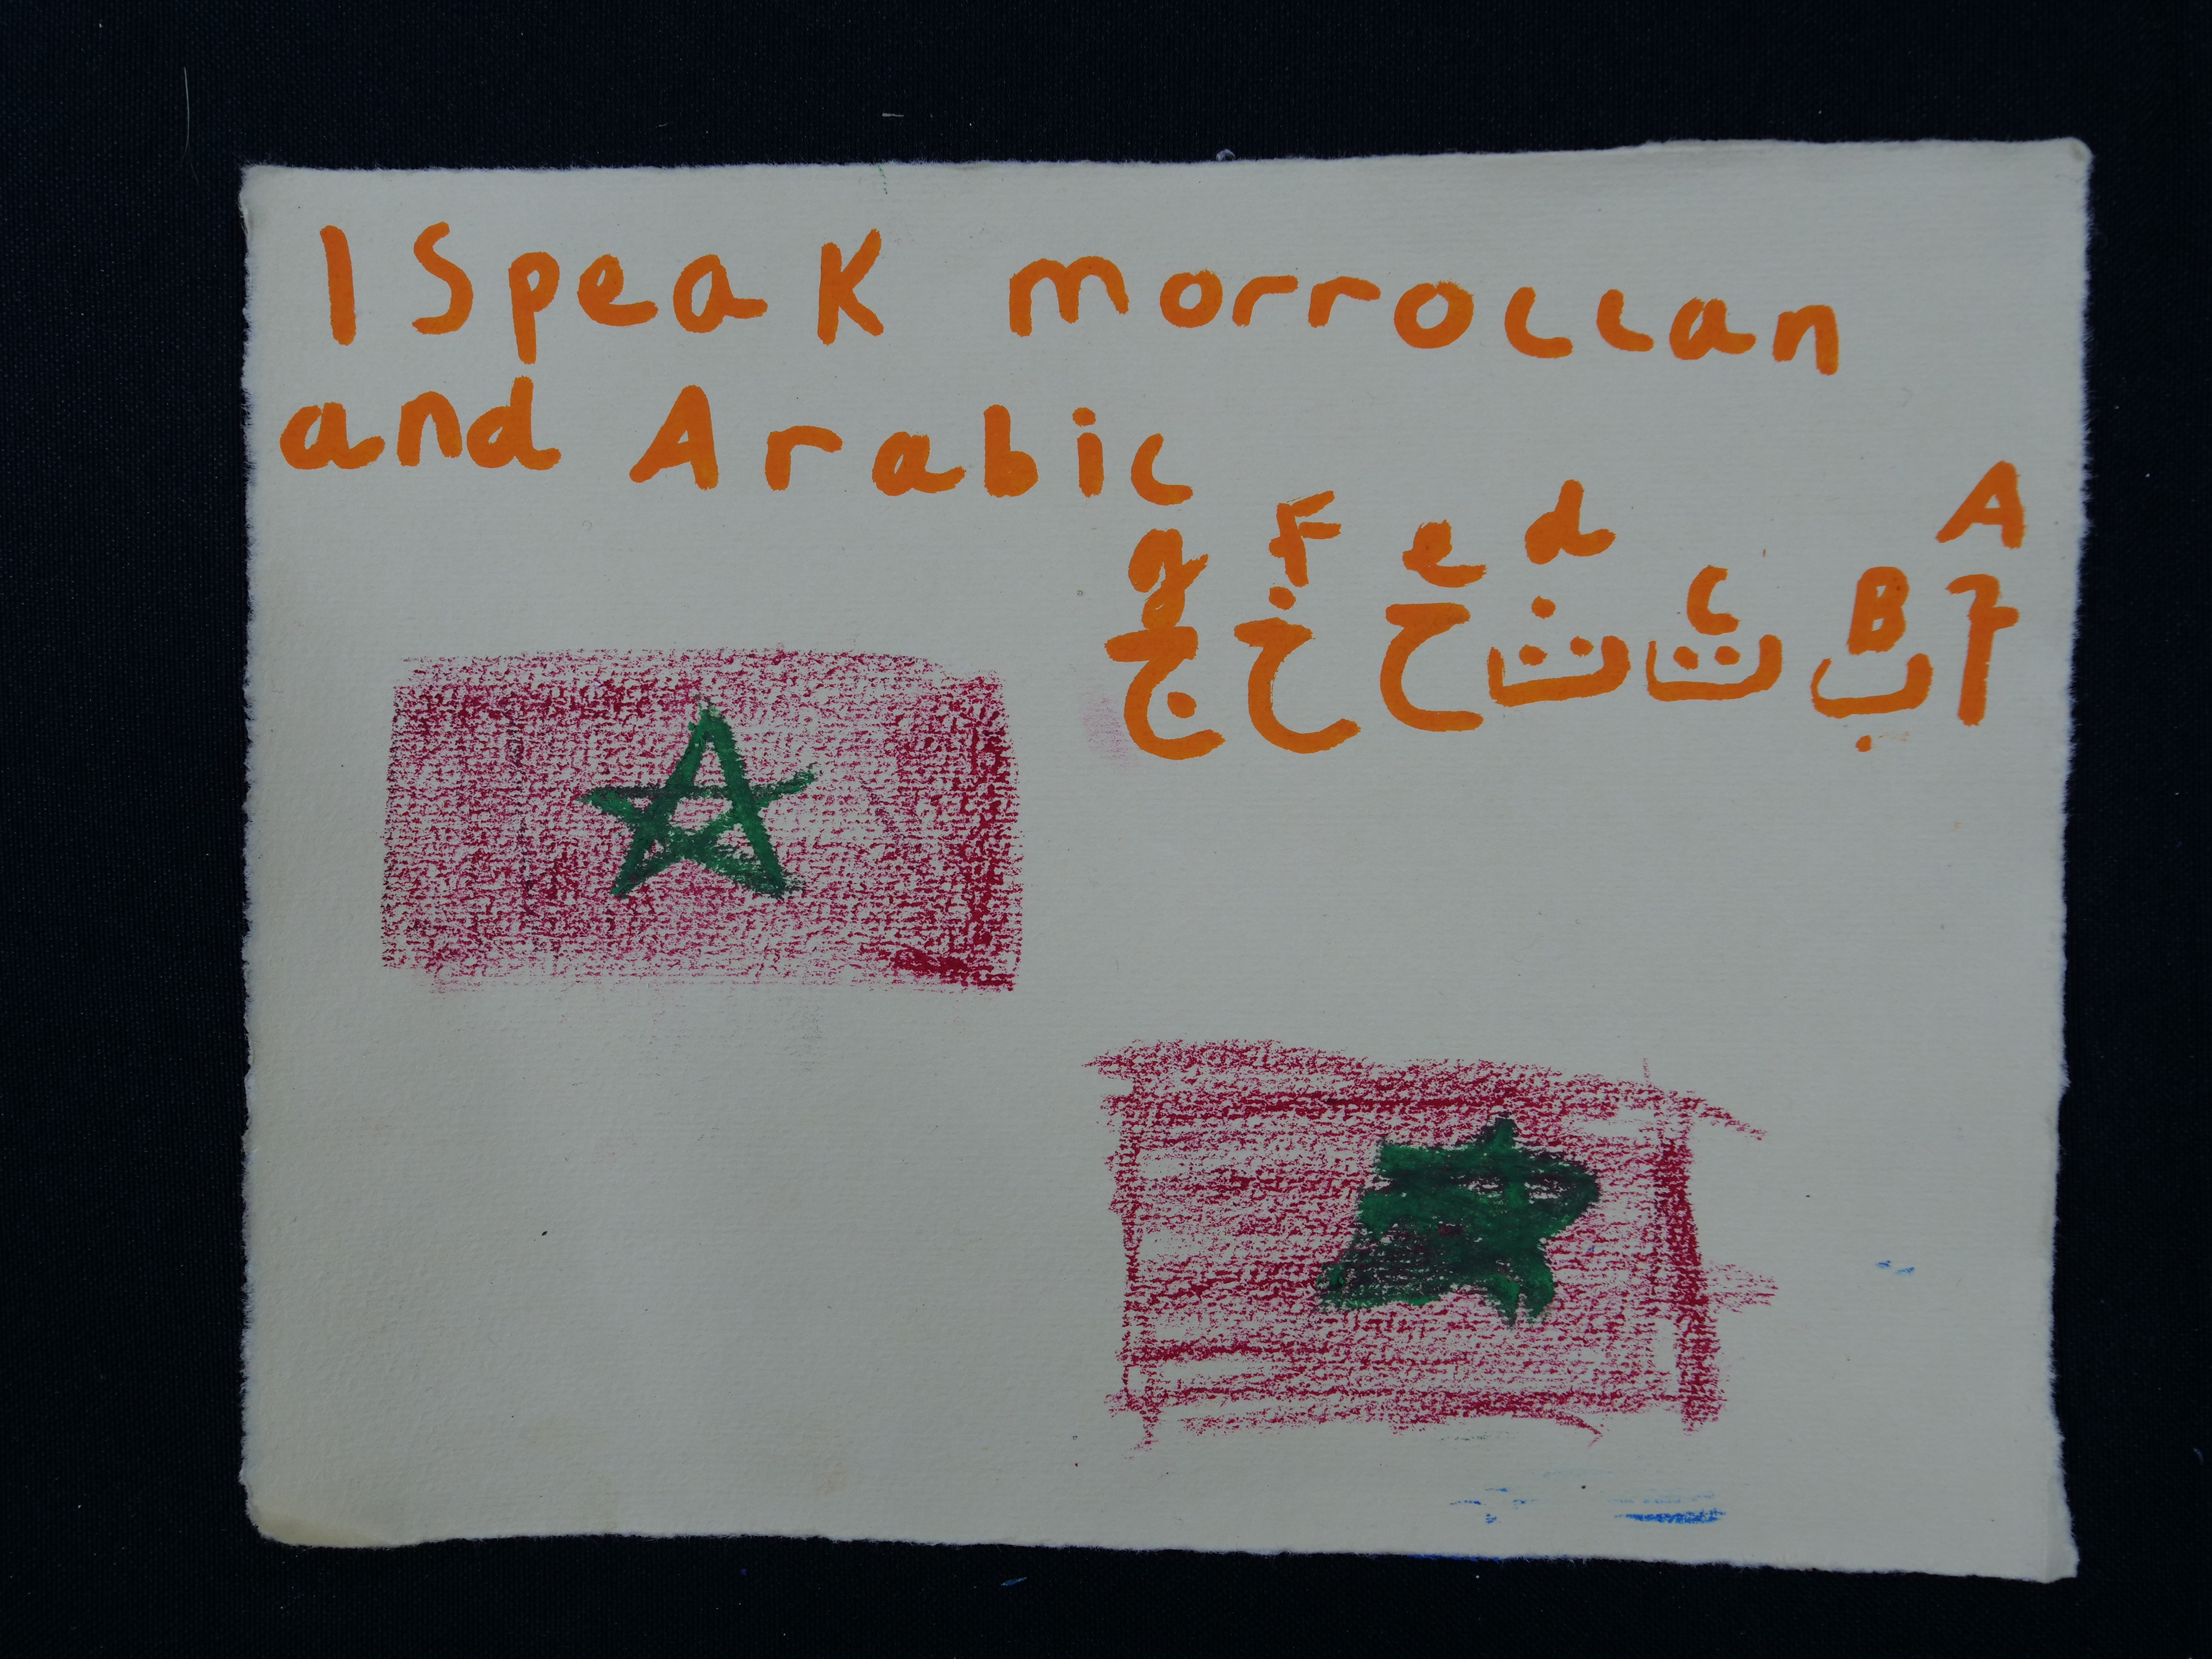 I Speak morroccan
and Arabic
g F e d c B A
أ ب ت ث ح خ ج